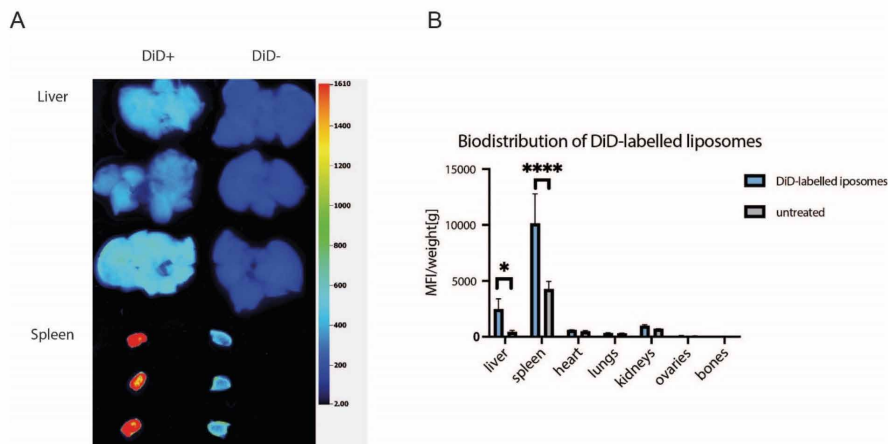 A
DiD+ DiD-
Liver
Spleen
1610
1400
1200
1000
800
600
400
200
2.00
B
Biodistribution of DiD-labelled liposomes
****
*
MFI/weight[g]
15000
10000
5000
0
liver
spleen
heart
lungs
kidneys
ovaries
bones
DiD-labelled iposomes
untreated